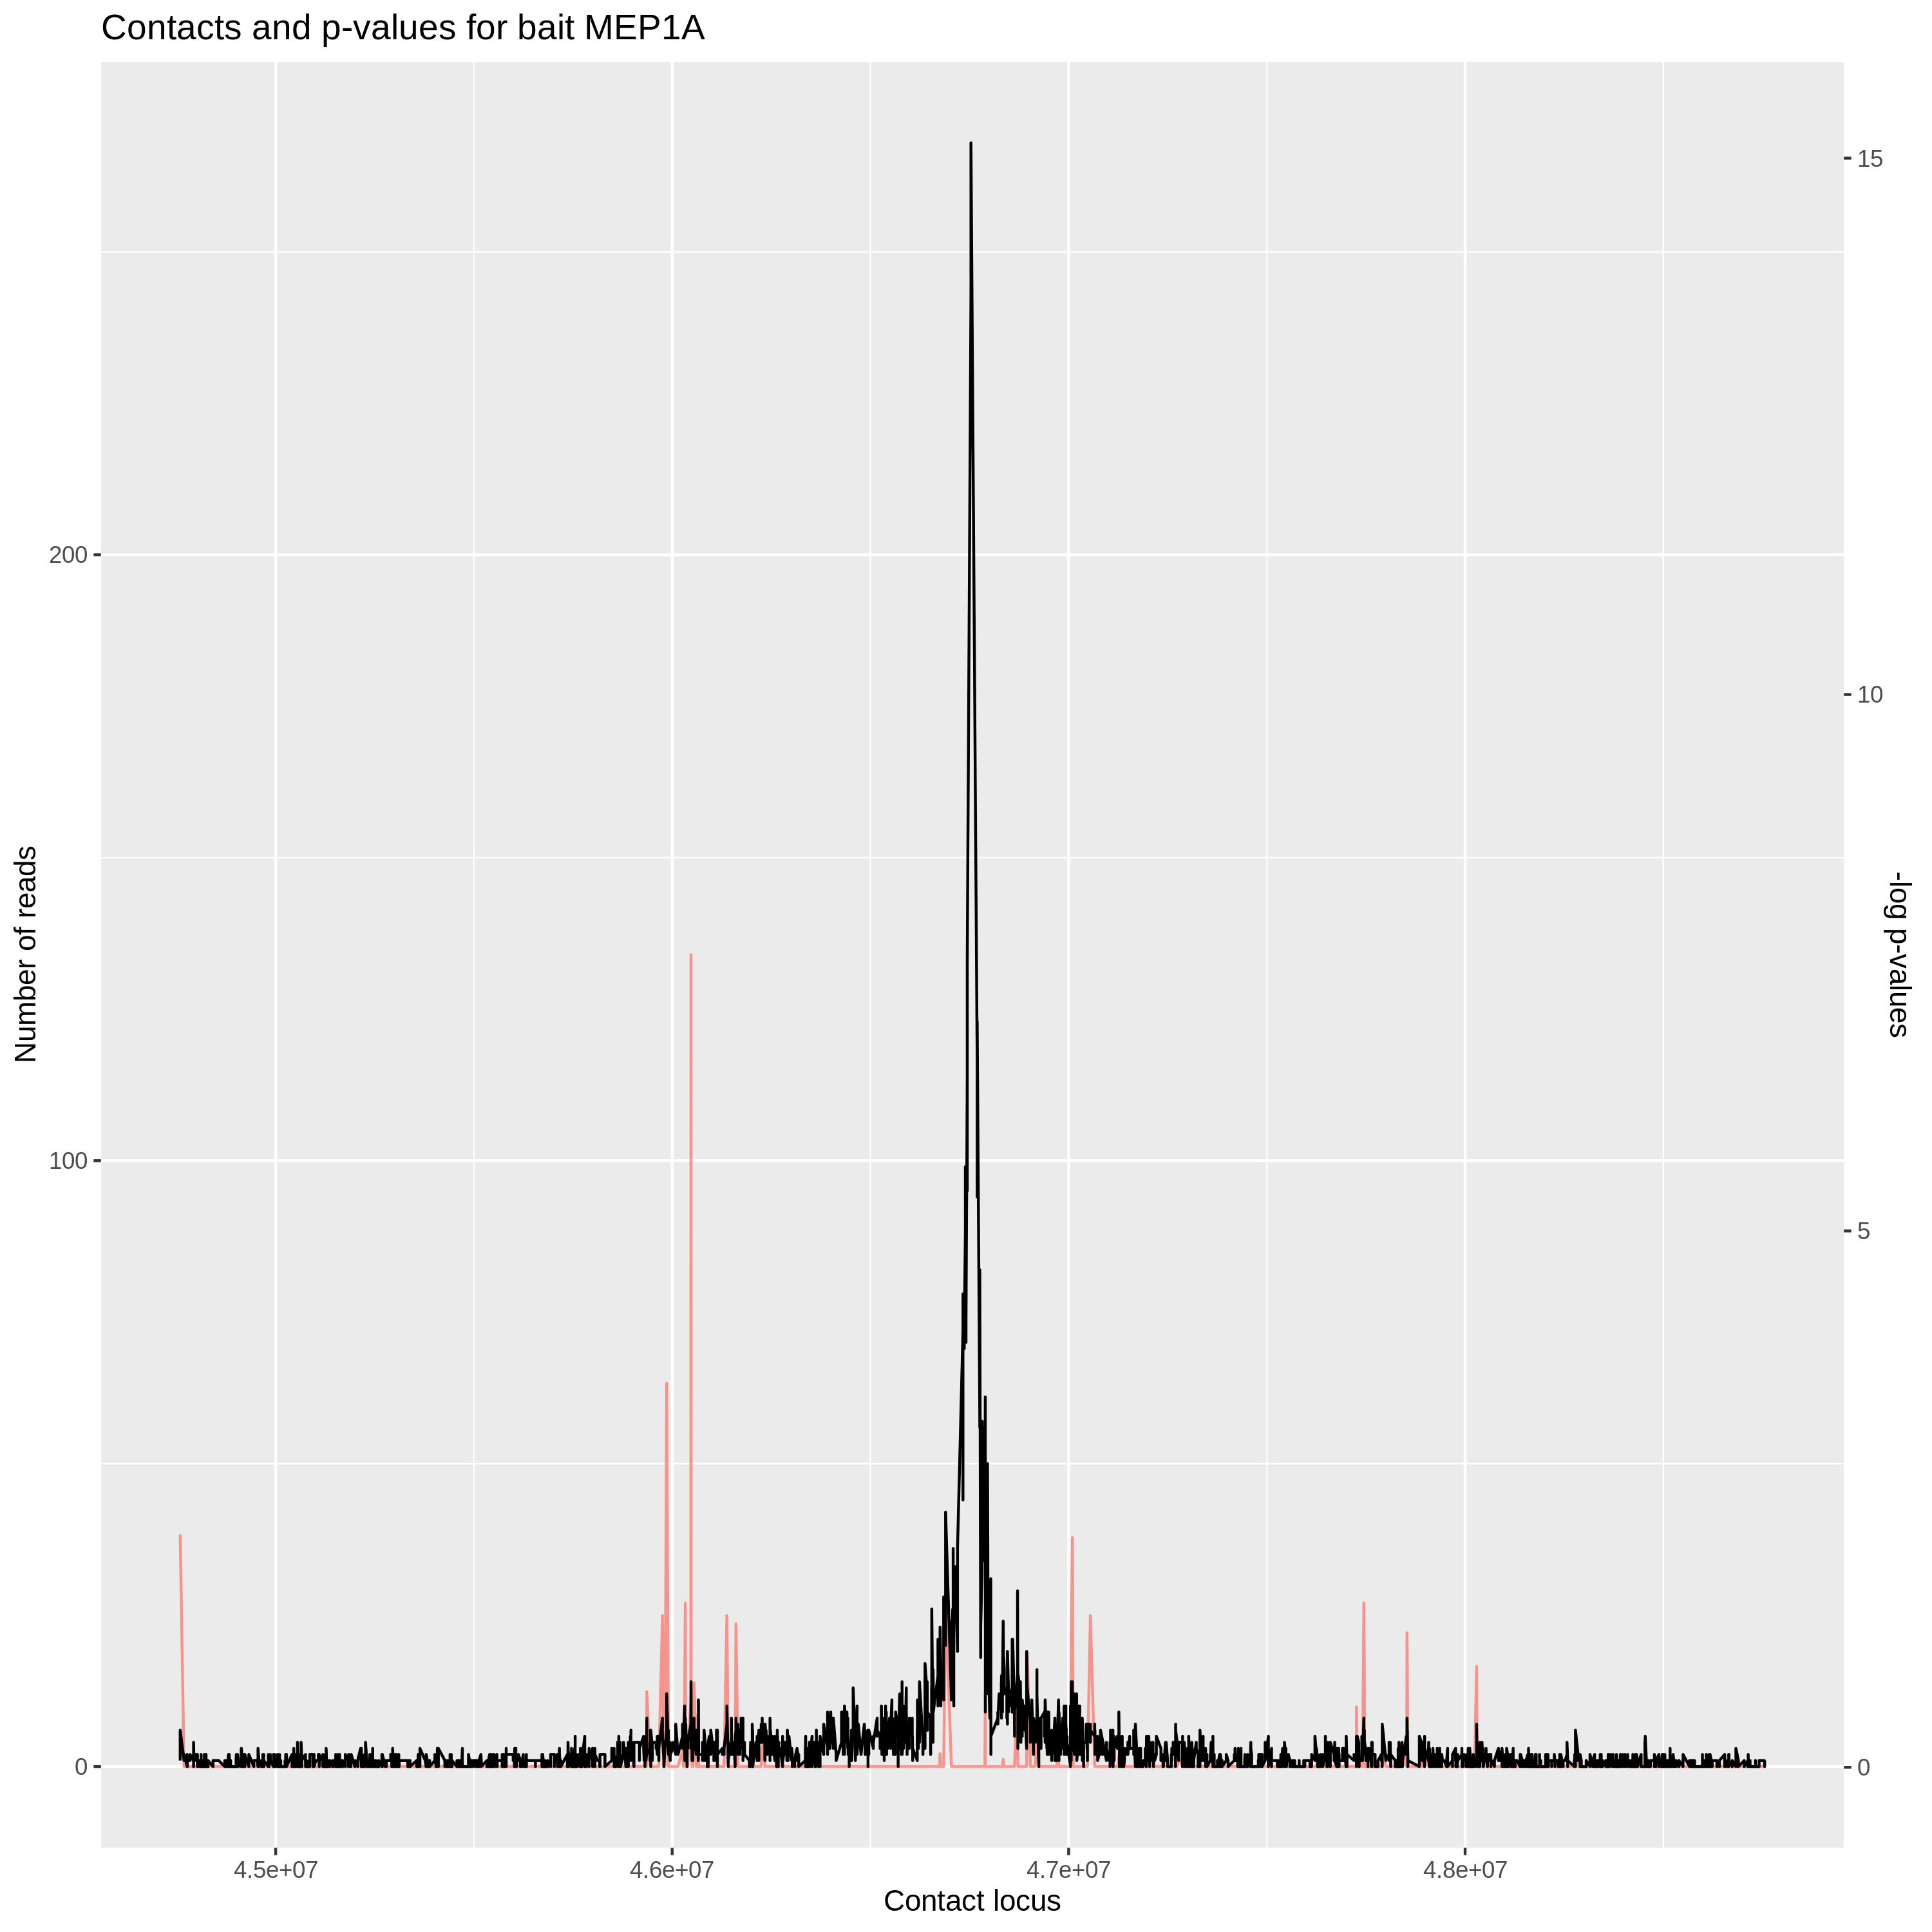 Contacts and p-values for bait MEP1A
Number of reads
200
100
0
15
10
5
0
-log p-values
4.5e+07
4.6e+07
4.7e+07
4.8e+07
Contact locus